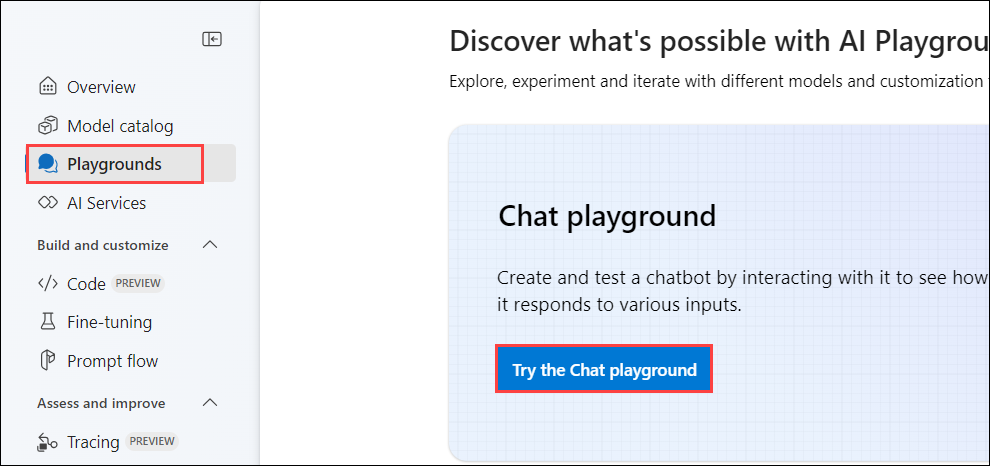 Overview
Model catalog
Playgrounds
AI Services
Build and customize
Code PREVIEW
Fine-tuning
Prompt flow
Assess and improve
Tracing PREVIEW
Discover what's possible with AI Playgrou
Explore, experiment and iterate with different models and customization
Chat playground
Create and test a chatbot by interacting with it to see how
it responds to various inputs.
Try the Chat playground